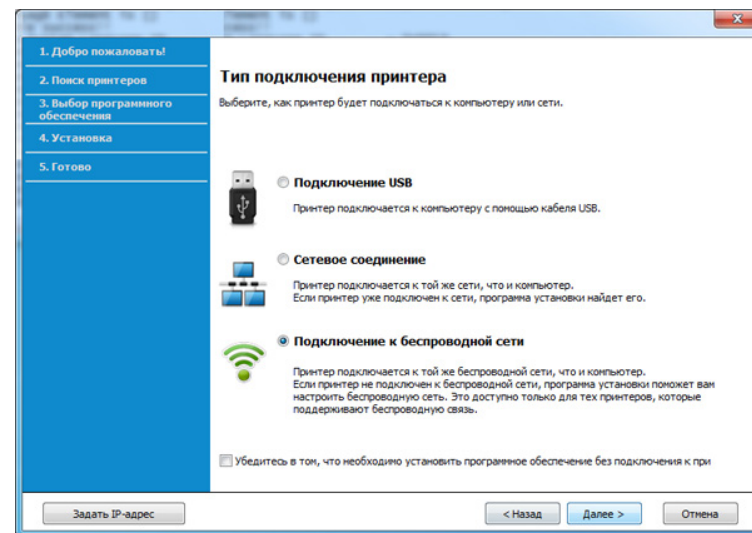 1. Добро пожаловать!
2. Поиск принтеров
3. Выбор программного
обеспечения
4. Установка
5. Готово
Тип подключения принтера
Выберите, как принтер будет подключаться к компьютеру или сети.
Подключение USB
Принтер подключается к компьютеру с помощью кабеля USB.
Сетевое соединение
Принтер подключается к той же сети, что и компьютер.
Если принтер уже подключен к сети, программа установки найдет его.
Подключение к беспроводной сети
Принтер подключается к той же беспроводной сети, что и компьютер.
Если принтер не подключен к беспроводной сети, программа установки поможет вам
настроить беспроводную сеть. Это доступно только для тех принтеров, которые
поддерживают беспроводную связь.
Убедитесь в том, что необходимо установить программное обеспечение без подключения к при
Задать IP-адрес
< Назад
Далее >
Отмена